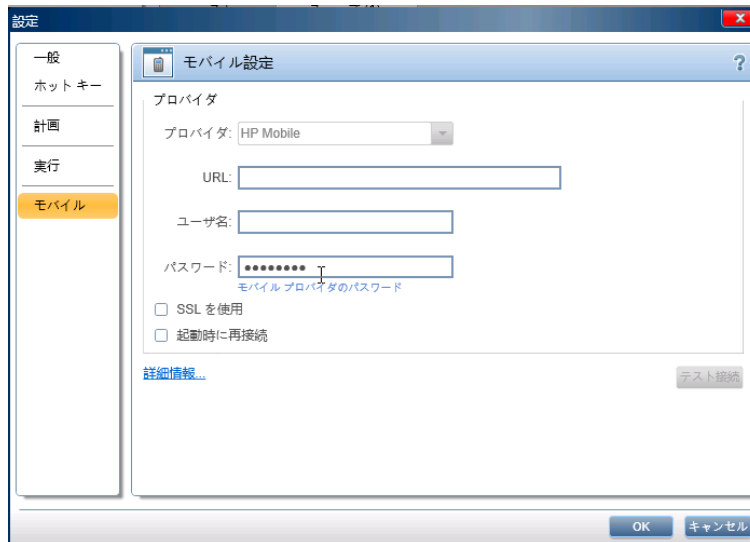 設定
一般
ホット キー
計画
実行
モバイル
モバイル設定
?
プロバイダ
プロバイダ: HP Mobile
URL:
ユーザ名:
パスワード: ●●●●●●●●
モバイル プロバイダのパスワード
SSL を使用
起動時に再接続
詳細情報...
テスト接続
OK
キャンセル